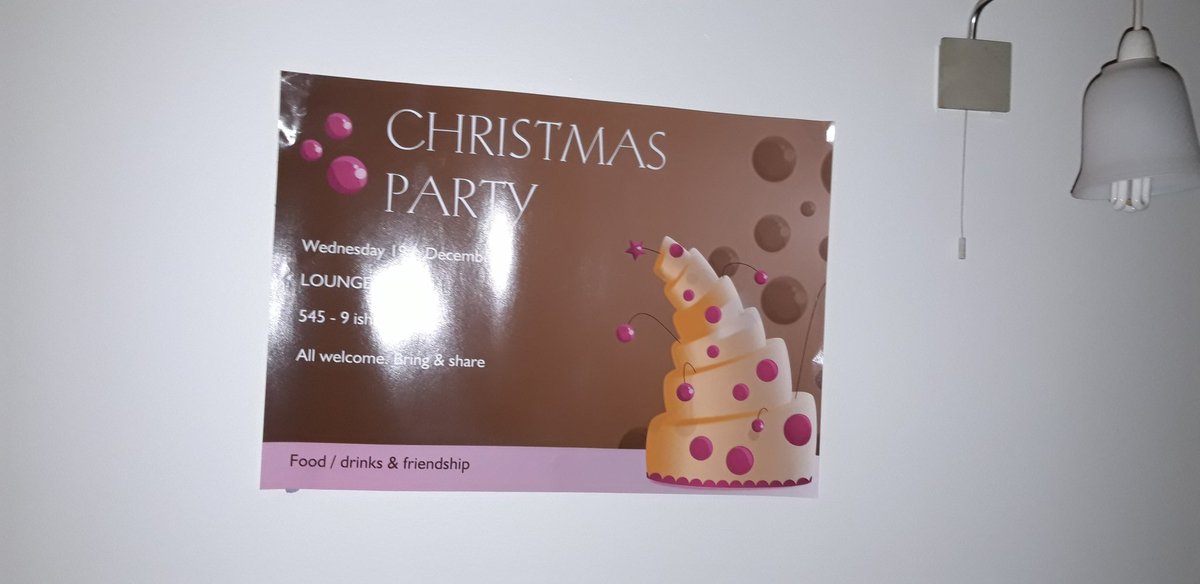 CHRISTMAS
PARTY
Wednesday December
LOUNGE
545 - 9 ish
All welcome. Bring & share
Food / drinks & friendship